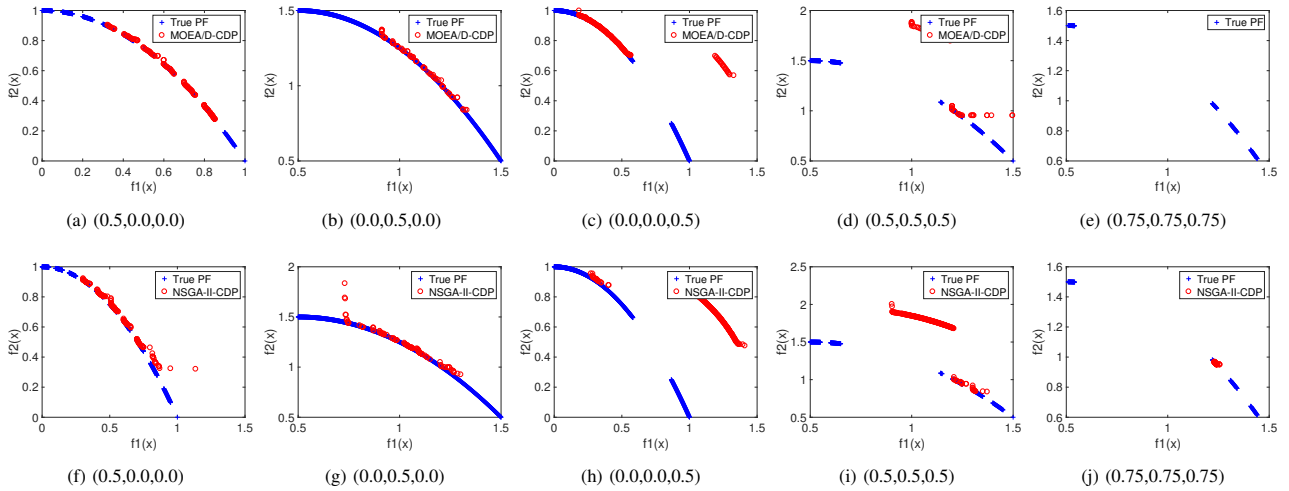 1
0.8
0.6
0.4
0.2
0
f2(x)
0 0.2 0.4 0.6 0.8 1
f1(x)
True PF
MOEA/D-CDP
(a) (0.5,0.0,0.0)
1.5
1
0.5
f2(x)
0.5 1 1.5
f1(x)
True PF
MOEA/D-CDP
(b) (0.0,0.5,0.0)
1
0.8
0.6
0.4
0.2
0
f2(x)
0 0.5 1 1.5
f1(x)
True PF
MOEA/D-CDP
(c) (0.0,0.0,0.5)
2
1.5
1
0.5
f2(x)
0.5 1 1.5
f1(x)
True PF
MOEA/D-CDP
(d) (0.5,0.5,0.5)
1.6
1.4
1.2
1
0.8
0.6
f2(x)
0.5 1 1.5
f1(x)
True PF
(e) (0.75,0.75,0.75)
1
0.8
0.6
0.4
0.2
0
f2(x)
0 0.5 1 1.5
f1(x)
True PF
NSGA-II-CDP
(f) (0.5,0.0,0.0)
2
1.5
1
0.5
f2(x)
0.5 1 1.5
f1(x)
True PF
NSGA-II-CDP
(g) (0.0,0.5,0.0)
1
0.8
0.6
0.4
0.2
0
f2(x)
0 0.5 1 1.5
f1(x)
True PF
NSGA-II-CDP
(h) (0.0,0.0,0.5)
2.5
2
1.5
1
0.5
f2(x)
0.5 1 1.5
f1(x)
True PF
NSGA-II-CDP
(i) (0.5,0.5,0.5)
1.6
1.4
1.2
1
0.8
0.6
f2(x)
0.5 1 1.5
f1(x)
True PF
NSGA-II-CDP
(j) (0.75,0.75,0.75)